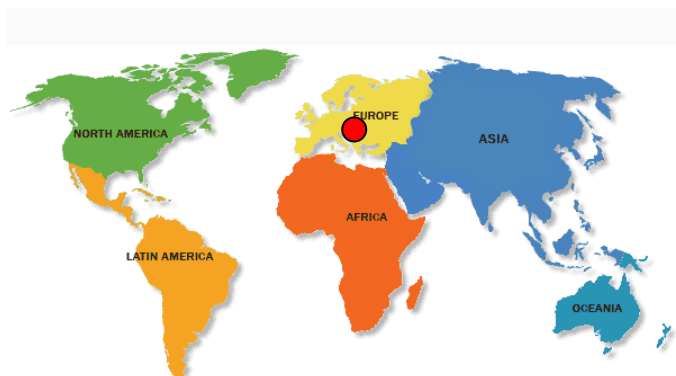 EUROPE
NORTH AMERICA
ASIA
AFRICA
LATIN AMERICA
OCEANIA